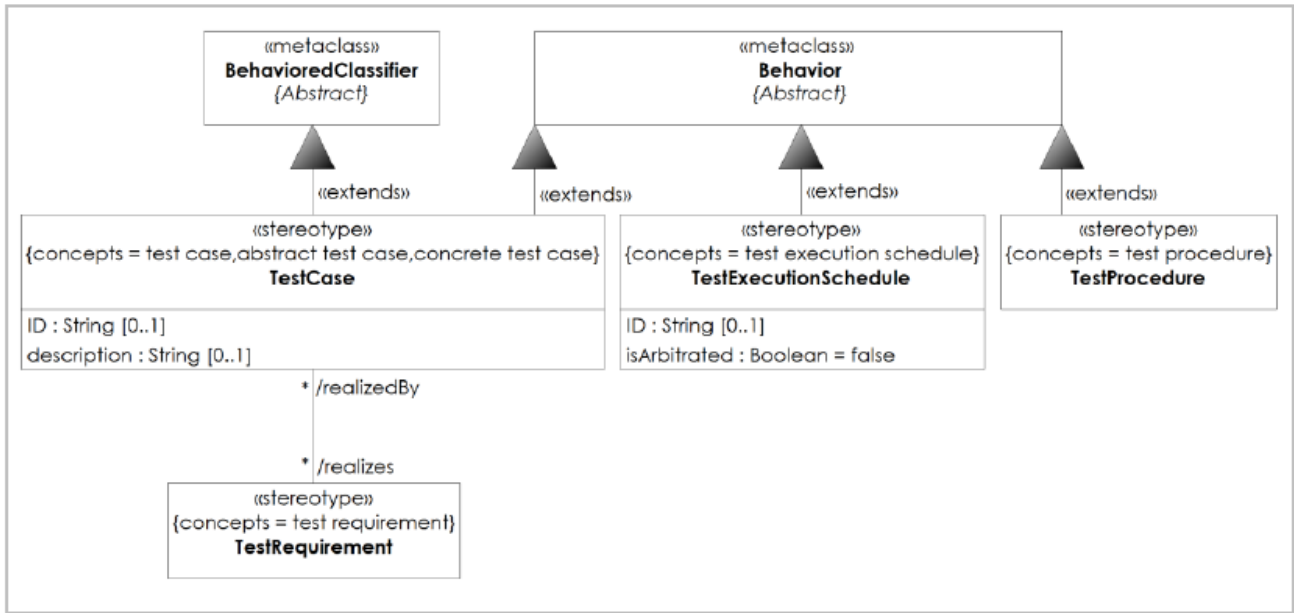 «metaclass»
BehavioredClassifier
{Abstract}
«metaclass»
Behavior
{Abstract}
«extends»
«extends»
«extends»
«extends»
«stereotype»
{concepts = test case,abstract test case,concrete test case}
TestCase
ID : String [0..1]
description : String [0..1]
«stereotype»
{concepts = test execution schedule}
TestExecutionSchedule
ID : String [0..1]
isArbitrated : Boolean = false
«stereotype»
{concepts = test procedure}
TestProcedure
* /realizedBy
* /realizes
«stereotype»
{concepts = test requirement}
TestRequirement